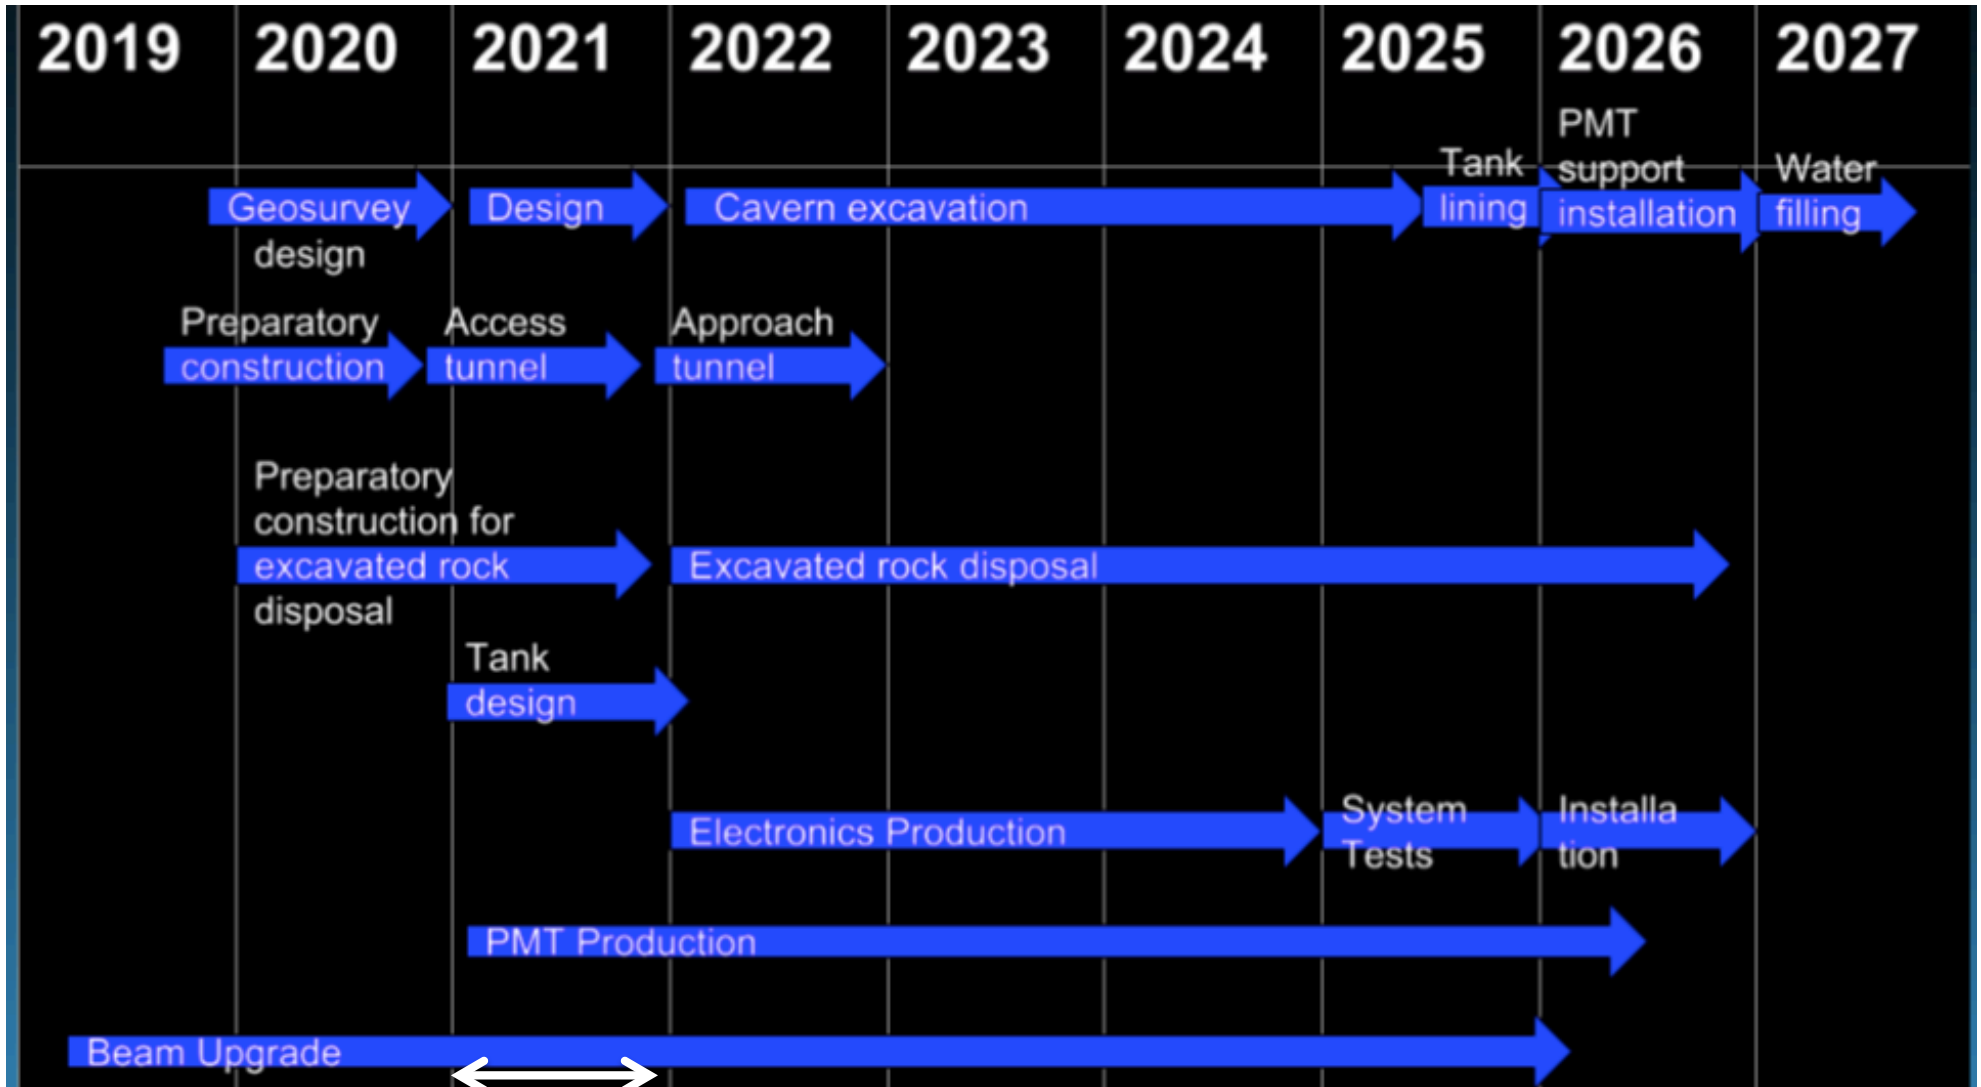 2019 2020 2021 2022 2023 2024 2025 2026 2027
Geosurvey
design
Design
Cavern excavation
Tank
lining
PMT
support
installation
Water
filling
Preparatory
construction
Access
tunnel
Approach
tunnel
Preparatory
construction for
excavated rock
disposal
Excavated rock disposal
Tank
design
Electronics Production
System
Tests
Installa
tion
PMT Production
Beam Upgrade